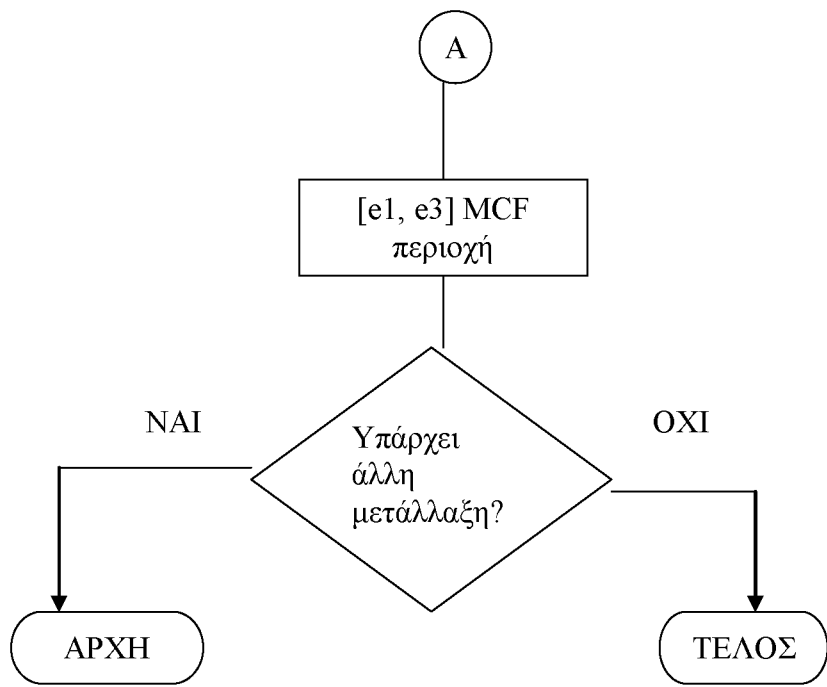 Α
[e1, e3] MCF
περιοχή
ΝΑΙ
ΟΧΙ
Υπάρχει
άλλη
μετάλλαξη?
ΑΡΧΗ
ΤΕΛΟΣ